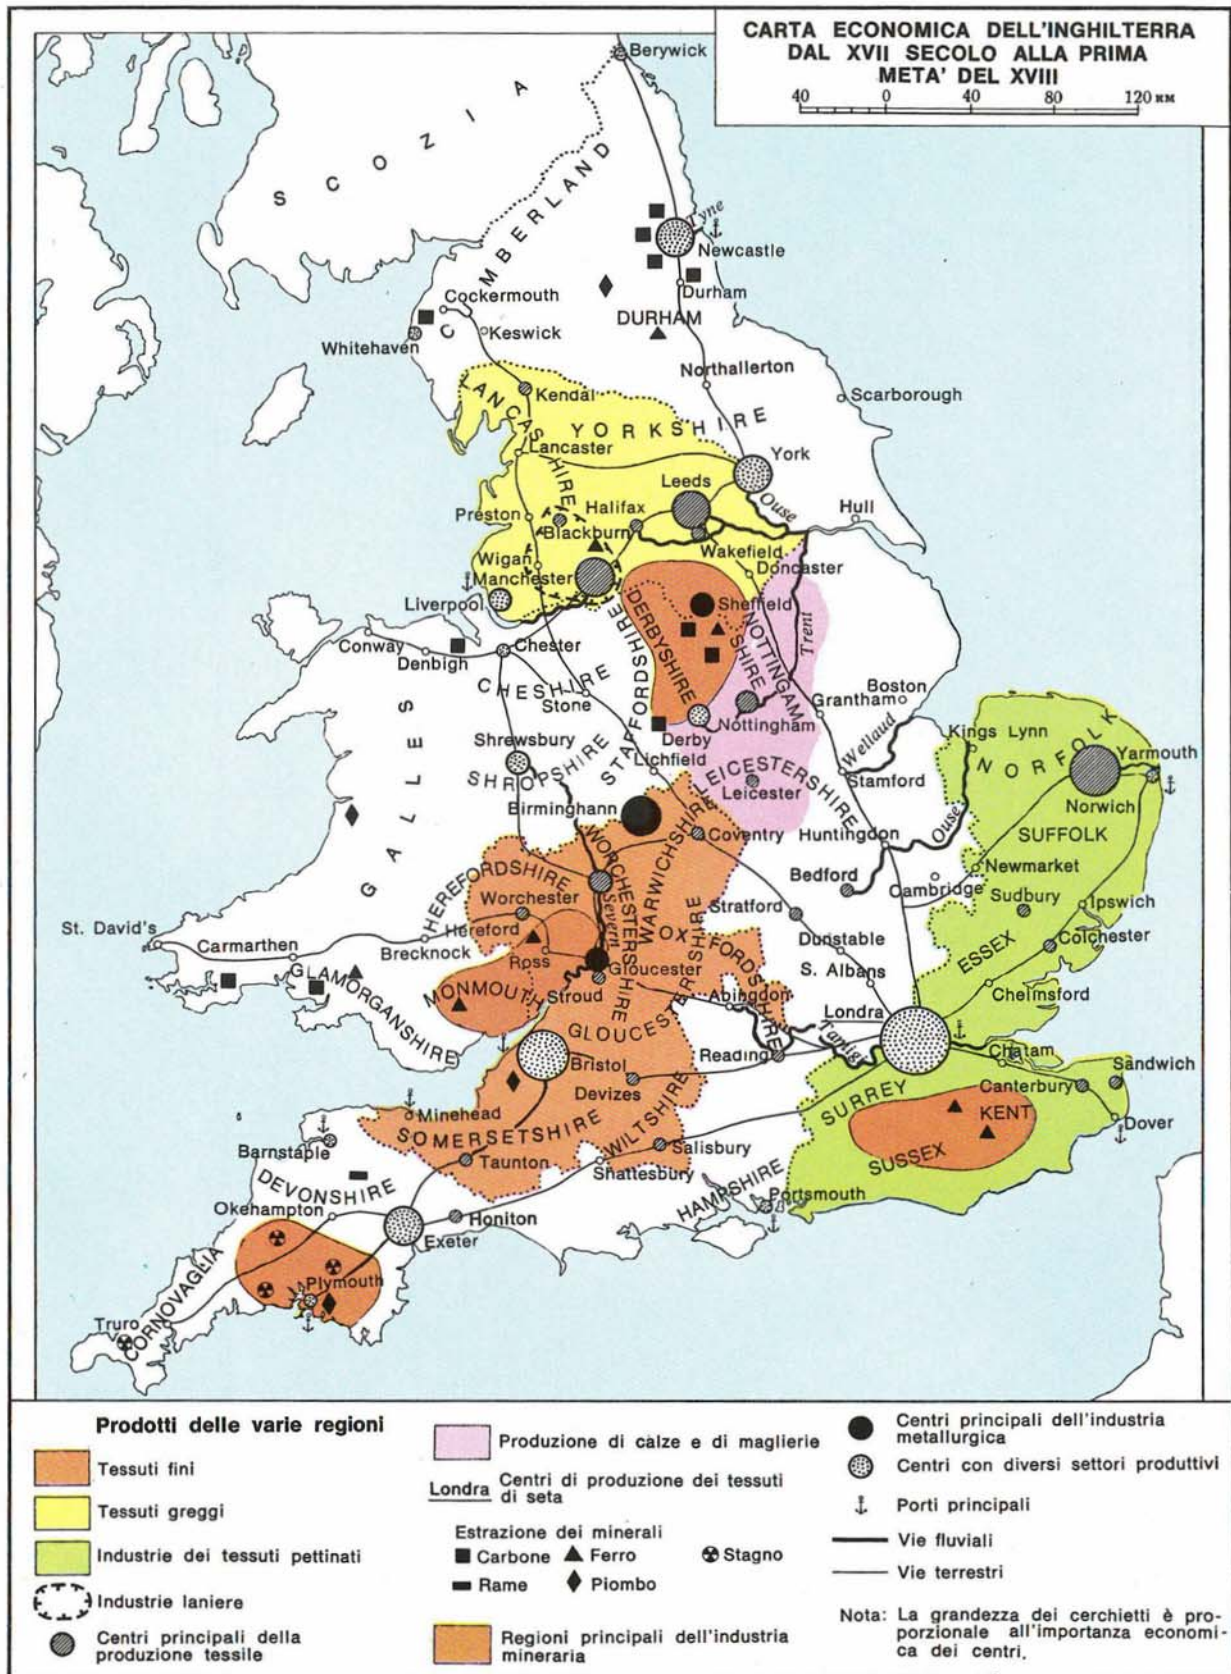 CARTA ECONOMICA DELL'INGHILTERRA
DAL XVII SECOLO ALLA PRIMA
META' DEL XVIII
40 0 40 80 120 KM
Berywick
SCOZIA
CUMBERLAND
Tyne
Newcastle
Durham
DURHAM
Cockermouth
Keswick
Whitehaven
Northallerton
Scarborough
Kendal
LANCASHIRE
YORKSHIRE
Lancaster
York
Leeds
Ouse
Hull
Preston
Halifax
Blackburn
Wakefield
Wigan
Doncaster
Manchester
Liverpool
Sheffield
DERBYSHIRE
NOTTINGAM
SHIRE
Trent
Conway
Denbigh
Chester
CHESHIRE
STAFFORDSHIRE
Stone
Grantham
Boston
Nottingham
Derby
Wellaud
Kings Lynn
NORFOLK
Yarmouth
GALLES
Shrewsbury
SHROPSHIRE
Lichfield
LEICESTERSHIRE
Leicester
Stamford
Norwich
Birminghann
SUFFOLK
Coventry
Huntingdon
Ouse
WORCHESTERSHIRE
WARWICHSHIRE
Newmarket
Bedford
Cambridge
Sudbury
Ipswich
HEREFORDSHIRE
Worchester
Severn
Stratford
St. David's
Hereford
Carmarthen
Brecknock
OXFORDSHIRE
Dunstable
ESSEX
Colchester
Ross
S. Albans
GLAMORGANSHIRE
MONMOUTH
Gloucester
Stroud
Abingdon
Chelmsford
GLOUCESTERSHIRE
Londra
Tamigi
Reading
Chatam
Sandwich
Bristol
Devizes
Canterbury
SURREY
KENT
Minehead
WILTSHIRE
Dover
SOMERSETSHIRE
Salisbury
SUSSEX
Barnstaple
Taunton
Shattesbury
DEVONSHIRE
HAMPSHIRE
Portsmouth
Okehampton
Honiton
Exeter
CORNOVAGLIA
Plymouth
Truro
Prodotti delle varie regioni
Tessuti fini
Tessuti greggi
Industrie dei tessuti pettinati
Industrie laniere
Centri principali della
produzione tessile
Produzione di calze e di maglierie
Londra Centri di produzione dei tessuti
di seta
Estrazione dei minerali
Carbone Ferro Stagno
Rame Piombo
Regioni principali dell'industria
mineraria
Centri principali dell'industria
metallurgica
Centri con diversi settori produttivi
Porti principali
Vie fluviali
Vie terrestri
Nota: La grandezza dei cerchietti è pro-
porzionale all'importanza economi-
ca dei centri.